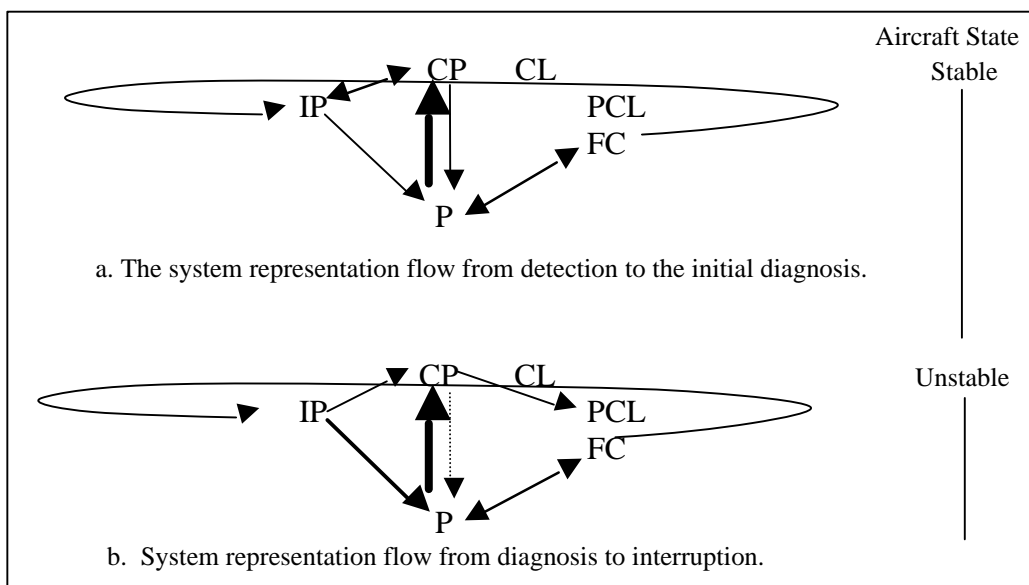 Aircraft State
Stable
CP CL
IP PCL
FC
P
a. The system representation flow from detection to the initial diagnosis.
CP CL Unstable
IP PCL
FC
P
b. System representation flow from diagnosis to interruption.